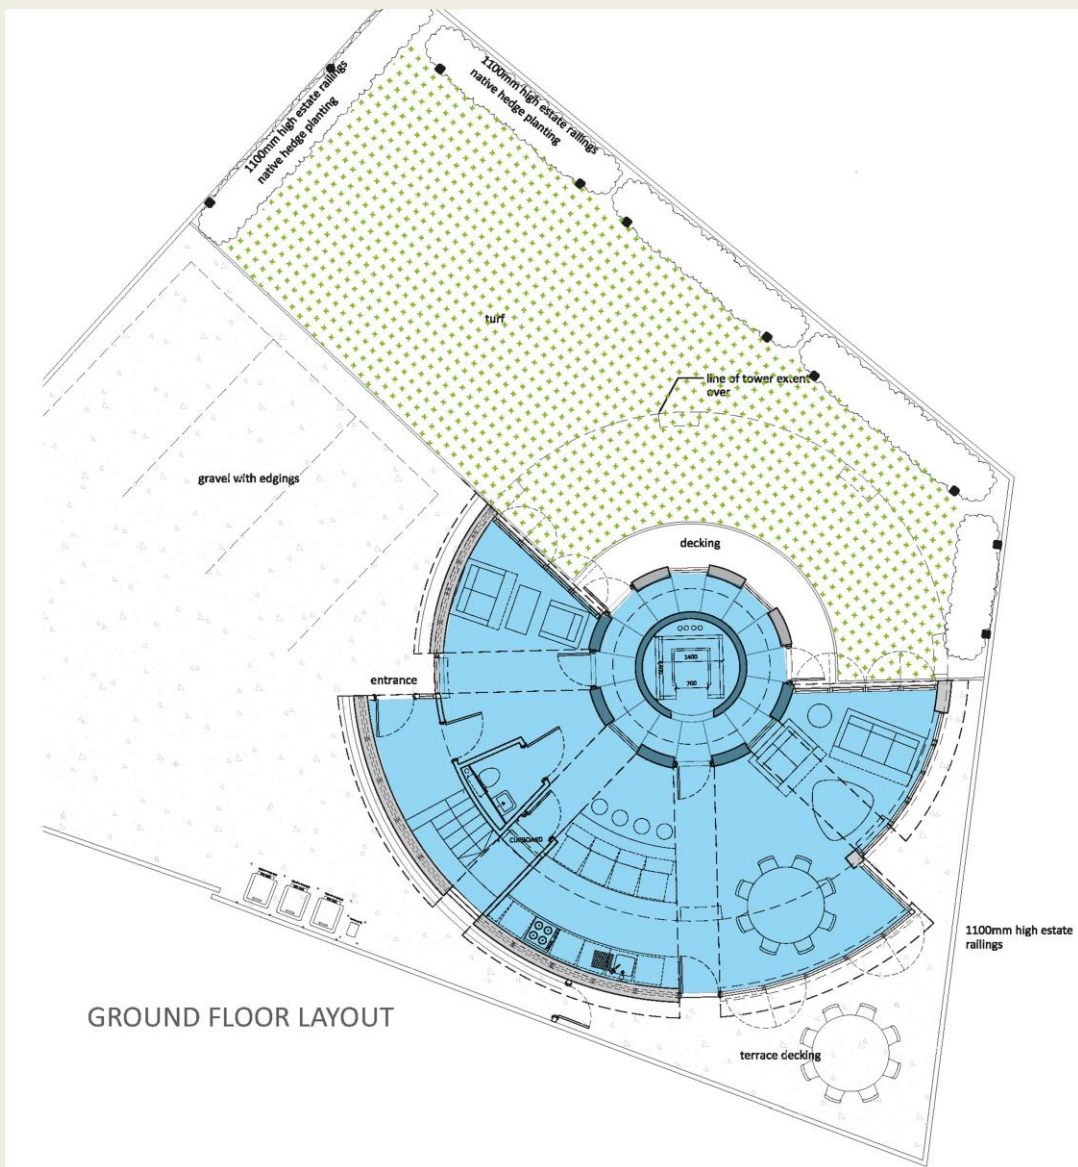 1100mm high estate railings
native hedge planting
1100mm high estate railings
native hedge planting
turf
line of tower extent
over
gravel with edgings
decking
entrance
1400
700
CUPBOARD
1100mm high estate
railings
GROUND FLOOR LAYOUT
terrace decking